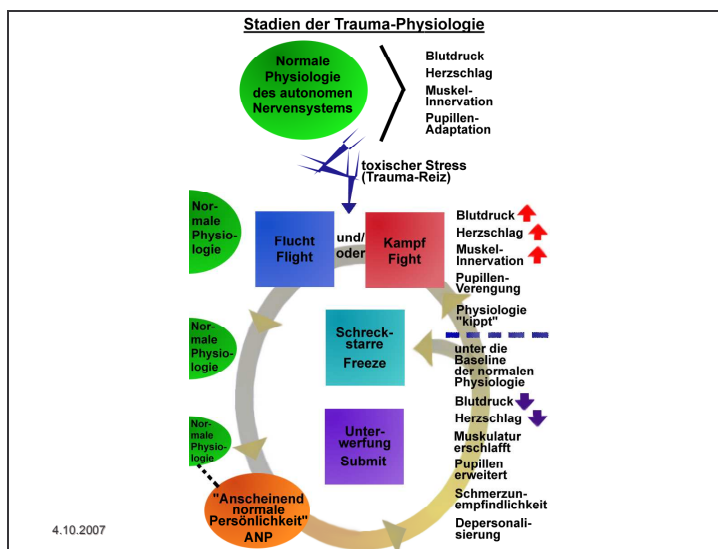 Stadien der Trauma-Physiologie
Normale
Physiologie
des autonomen
Nervensystems
Blutdruck
Herzschlag
Muskel-
Innervation
Pupillen-
Adaptation
toxischer Stress
(Trauma-Reiz)
Nor-
male
Physio-
logie
Flucht
Flight
und/
oder
Kampf
Fight
Blutdruck
Herzschlag
Muskel-
Innervation
Pupillen-
Verengung
Physiologie
"kippt"
Nor-
male
Physio-
logie
Schreck-
starre
Freeze
unter die
Baseline
der normalen
Physiologie
Blutdruck
Herzschlag
Nor-
male
Physio-
logie
Unter-
werfung
Submit
Muskulatur
erschlafft
Pupillen
erweitert
Schmerzun-
empfindlichkeit
Depersonali-
sierung
"Anscheinend
normale
Persönlichkeit"
ANP
4.10.2007